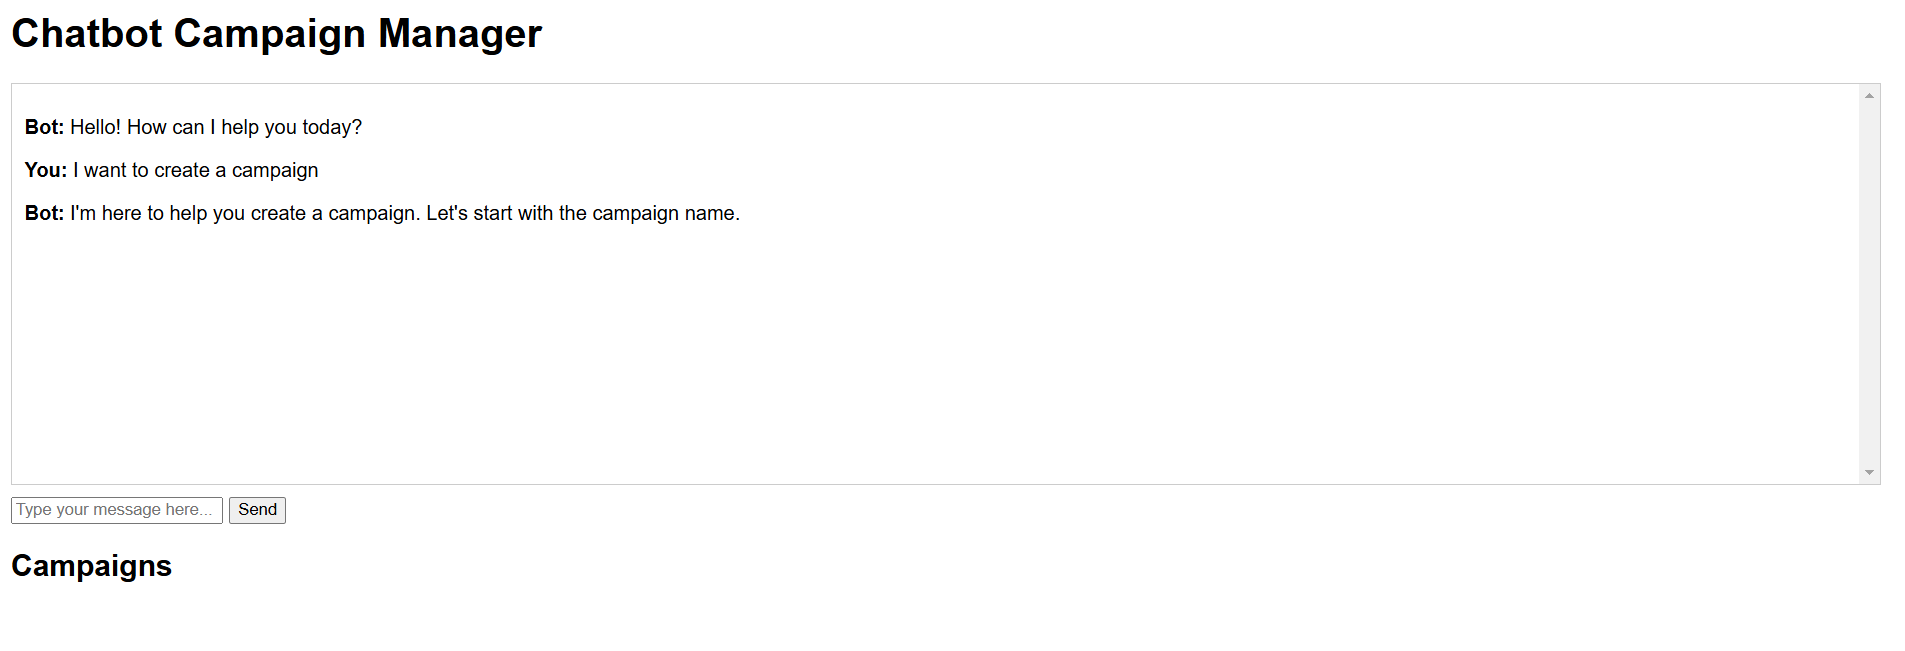 Chatbot Campaign Manager
Bot: Hello! How can I help you today?
You: I want to create a campaign
Bot: I'm here to help you create a campaign. Let's start with the campaign name.
Type your message here... Send
Campaigns